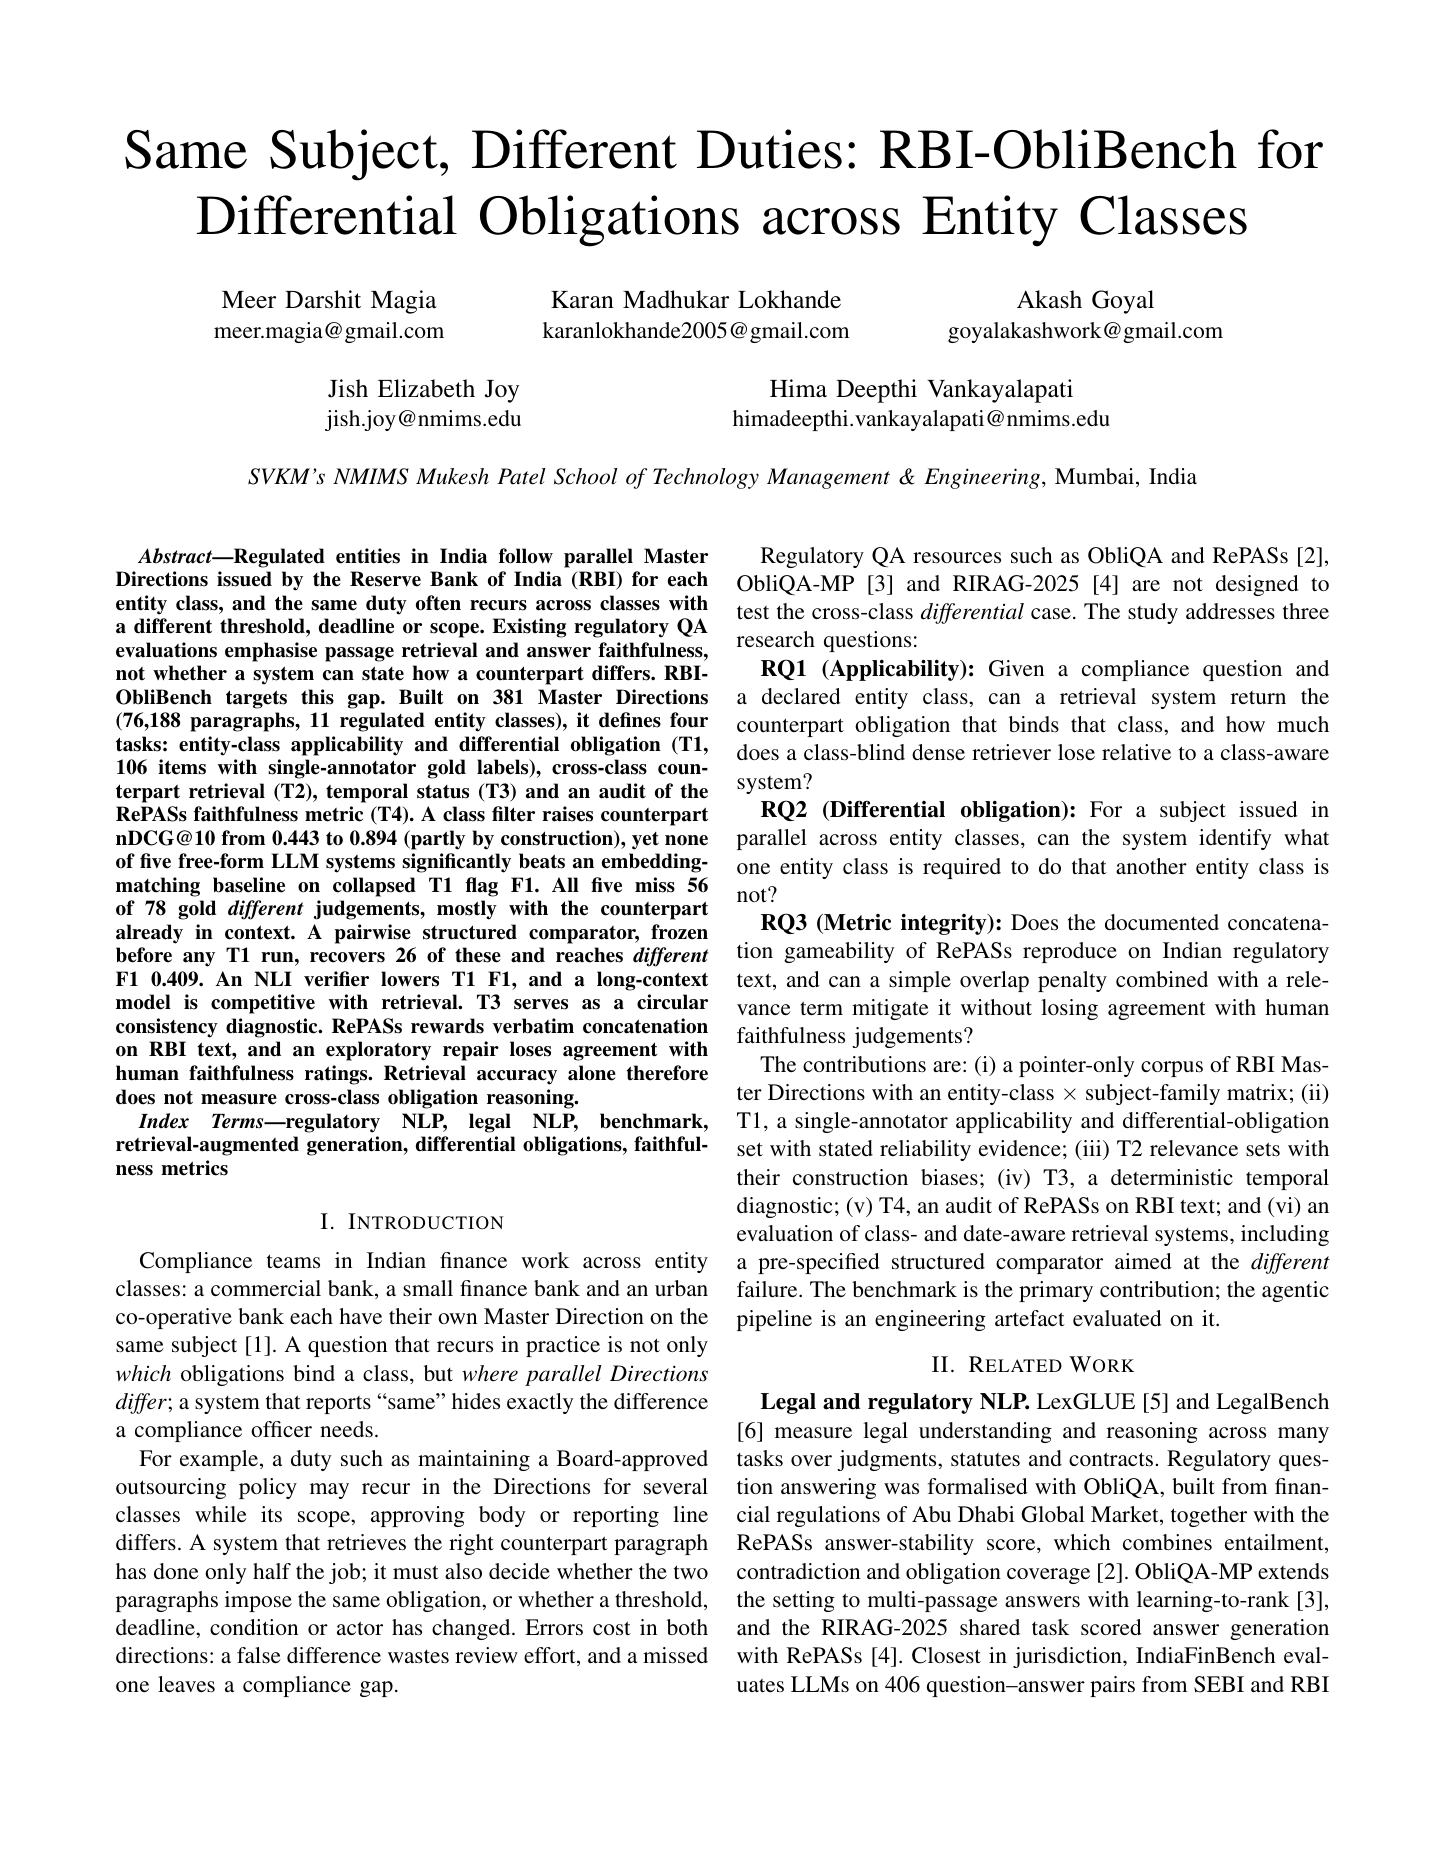 Same Subject, Different Duties: RBI-ObliBench for
Differential Obligations across Entity Classes
Meer Darshit Magia
meer.magia@gmail.com
Karan Madhukar Lokhande
karanlokhande2005@gmail.com
Akash Goyal
goyalakashwork@gmail.com
Jish Elizabeth Joy
jish.joy@nmims.edu
Hima Deepthi Vankayalapati
himadeepthi.vankayalapati@nmims.edu
SVKM's NMIMS Mukesh Patel School of Technology Management & Engineering, Mumbai, India
Abstract—Regulated entities in India follow parallel Master
Directions issued by the Reserve Bank of India (RBI) for each
entity class, and the same duty often recurs across classes with
a different threshold, deadline or scope. Existing regulatory QA
evaluations emphasise passage retrieval and answer faithfulness,
not whether a system can state how a counterpart differs. RBI-
ObliBench targets this gap. Built on 381 Master Directions
(76,188 paragraphs, 11 regulated entity classes), it defines four
tasks: entity-class applicability and differential obligation (T1,
106 items with single-annotator gold labels), cross-class coun-
terpart retrieval (T2), temporal status (T3) and an audit of the
RePASs faithfulness metric (T4). A class filter raises counterpart
nDCG@10 from 0.443 to 0.894 (partly by construction), yet none
of five free-form LLM systems significantly beats an embedding-
matching baseline on collapsed T1 flag F1. All five miss 56
of 78 gold different judgements, mostly with the counterpart
already in context. A pairwise structured comparator, frozen
before any T1 run, recovers 26 of these and reaches different
F1 0.409. An NLI verifier lowers T1 F1, and a long-context
model is competitive with retrieval. T3 serves as a circular
consistency diagnostic. RePASs rewards verbatim concatenation
on RBI text, and an exploratory repair loses agreement with
human faithfulness ratings. Retrieval accuracy alone therefore
does not measure cross-class obligation reasoning.
Index Terms—regulatory NLP, legal NLP, benchmark,
retrieval-augmented generation, differential obligations, faithful-
ness metrics
I. INTRODUCTION
Compliance teams in Indian finance work across entity
classes: a commercial bank, a small finance bank and an urban
co-operative bank each have their own Master Direction on the
same subject [1]. A question that recurs in practice is not only
which obligations bind a class, but where parallel Directions
differ; a system that reports “same” hides exactly the difference
a compliance officer needs.
For example, a duty such as maintaining a Board-approved
outsourcing policy may recur in the Directions for several
classes while its scope, approving body or reporting line
differs. A system that retrieves the right counterpart paragraph
has done only half the job; it must also decide whether the two
paragraphs impose the same obligation, or whether a threshold,
deadline, condition or actor has changed. Errors cost in both
directions: a false difference wastes review effort, and a missed
one leaves a compliance gap.
Regulatory QA resources such as ObliQA and RePASs [2],
ObliQA-MP [3] and RIRAG-2025 [4] are not designed to
test the cross-class differential case. The study addresses three
research questions:
RQ1 (Applicability): Given a compliance question and
a declared entity class, can a retrieval system return the
counterpart obligation that binds that class, and how much
does a class-blind dense retriever lose relative to a class-aware
system?
RQ2 (Differential obligation): For a subject issued in
parallel across entity classes, can the system identify what
one entity class is required to do that another entity class is
not?
RQ3 (Metric integrity): Does the documented concatena-
tion gameability of RePASs reproduce on Indian regulatory
text, and can a simple overlap penalty combined with a rele-
vance term mitigate it without losing agreement with human
faithfulness judgements?
The contributions are: (i) a pointer-only corpus of RBI Mas-
ter Directions with an entity-class × subject-family matrix; (ii)
T1, a single-annotator applicability and differential-obligation
set with stated reliability evidence; (iii) T2 relevance sets with
their construction biases; (iv) T3, a deterministic temporal
diagnostic; (v) T4, an audit of RePASs on RBI text; and (vi) an
evaluation of class- and date-aware retrieval systems, including
a pre-specified structured comparator aimed at the different
failure. The benchmark is the primary contribution; the agentic
pipeline is an engineering artefact evaluated on it.
II. RELATED WORK
Legal and regulatory NLP. LexGLUE [5] and LegalBench
[6] measure legal understanding and reasoning across many
tasks over judgments, statutes and contracts. Regulatory ques-
tion answering was formalised with ObliQA, built from finan-
cial regulations of Abu Dhabi Global Market, together with the
RePASs answer-stability score, which combines entailment,
contradiction and obligation coverage [2]. ObliQA-MP extends
the setting to multi-passage answers with learning-to-rank [3],
and the RIRAG-2025 shared task scored answer generation
with RePASs [4]. Closest in jurisdiction, IndiaFinBench eval-
uates LLMs on 406 question–answer pairs from SEBI and RBI